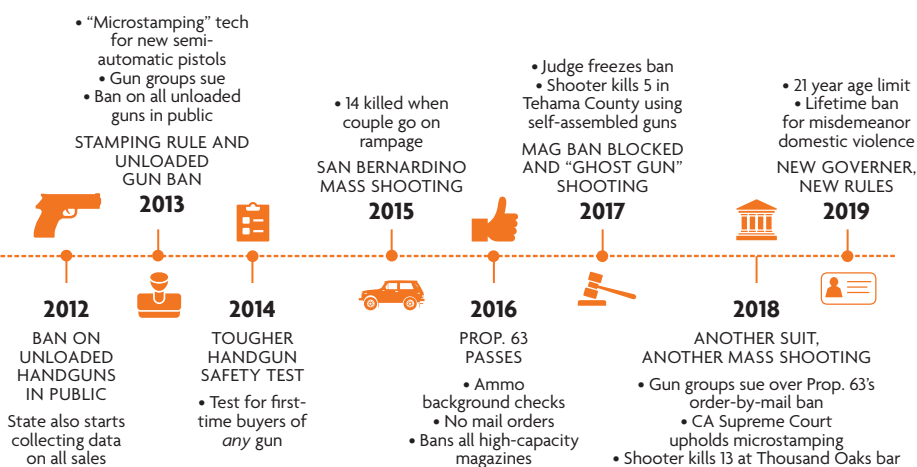 • “Microstamping” tech
for new semi-
automatic pistols
• Gun groups sue
• Ban on all unloaded
guns in public
STAMPING RULE AND
UNLOADED
GUN BAN
2013
• 14 killed when
couple go on
rampage
SAN BERNARDINO
MASS SHOOTING
2015
• Judge freezes ban
• Shooter kills 5 in
Tehama County using
self-assembled guns
MAG BAN BLOCKED
AND “GHOST GUN”
SHOOTING
2017
• 21 year age limit
• Lifetime ban
for misdemeanor
domestic violence
NEW GOVERNER,
NEW RULES
2019
2012
BAN ON
UNLOADED
HANDGUNS
IN PUBLIC
State also starts
collecting data
on all sales
2014
TOUGHER
HANDGUN
SAFETY TEST
• Test for first-
time buyers of
any gun
2016
PROP. 63
PASSES
• Ammo
background checks
• No mail orders
• Bans all high-capacity
magazines
2018
ANOTHER SUIT,
ANOTHER MASS SHOOTING
• Gun groups sue over Prop. 63’s
order-by-mail ban
• CA Supreme Court
upholds microstamping
• Shooter kills 13 at Thousand Oaks bar